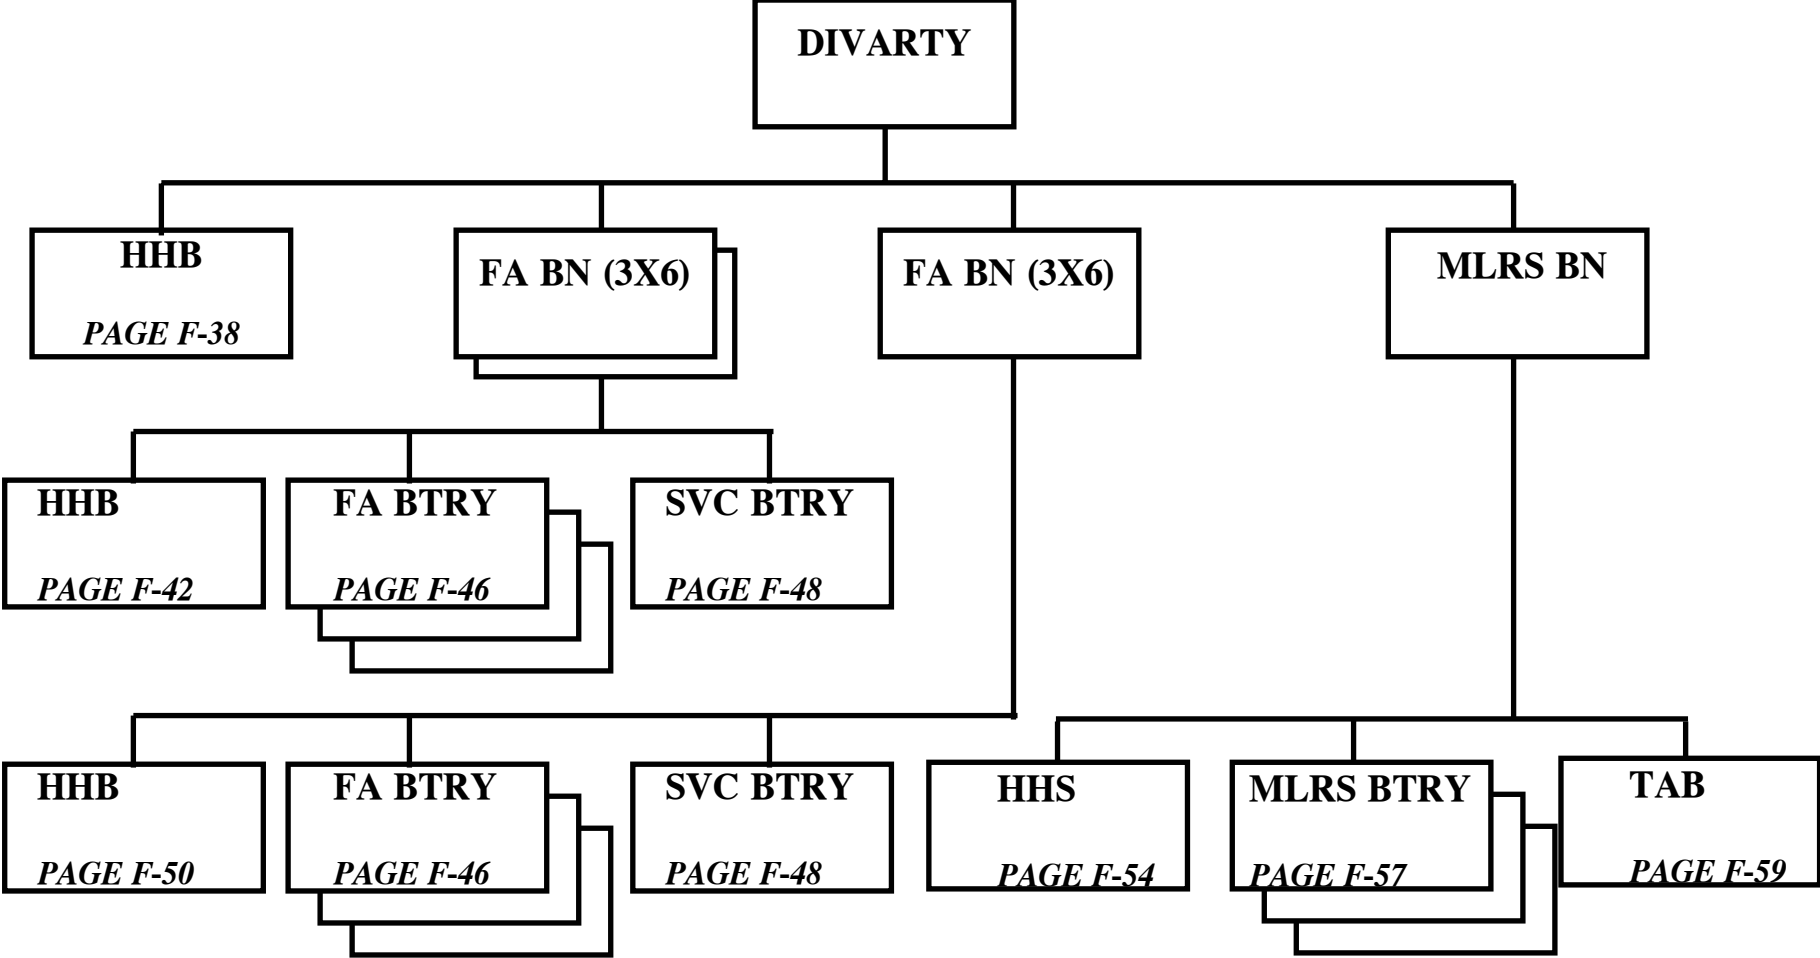 DIVARTY
HHB
PAGE F-38
FA BN (3X6)
FA BN (3X6)
MLRS BN
HHB
PAGE F-42
FA BTRY
PAGE F-46
SVC BTRY
PAGE F-48
HHB
PAGE F-50
FA BTRY
PAGE F-46
SVC BTRY
PAGE F-48
HHS
PAGE F-54
MLRS BTRY
PAGE F-57
TAB
PAGE F-59